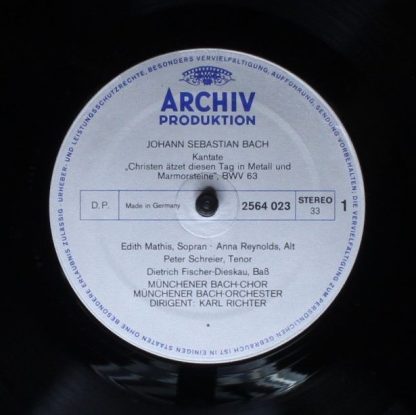 ARCHIV
PRODUKTION
JOHANN SEBASTIAN BACH
Kantate
„Christen ätzet diesen Tag in Metall und
Marmorsteine", BWV 63
D.P.
Made in Germany
2564 023
STEREO
33
1
Edith Mathis, Sopran · Anna Reynolds, Alt
Peter Schreier, Tenor
Dietrich Fischer-Dieskau, Baß
MÜNCHENER BACH-CHOR
MÜNCHENER BACH-ORCHESTER
DIRIGENT: KARL RICHTER
URHEBER- UND LEISTUNGSSCHUTZRECHTE, BESONDERS VERVIELFÄLTIGUNG, AUFFÜHRUNG, SENDUNG VORBEHALTEN; DIE VERVIELFÄLTIGUNG ZUM PERSÖNLICHEN GEBRAUCH IST IN EINIGEN STAATEN OHNE BESONDERE ERLAUBNIS ZULÄSSIG